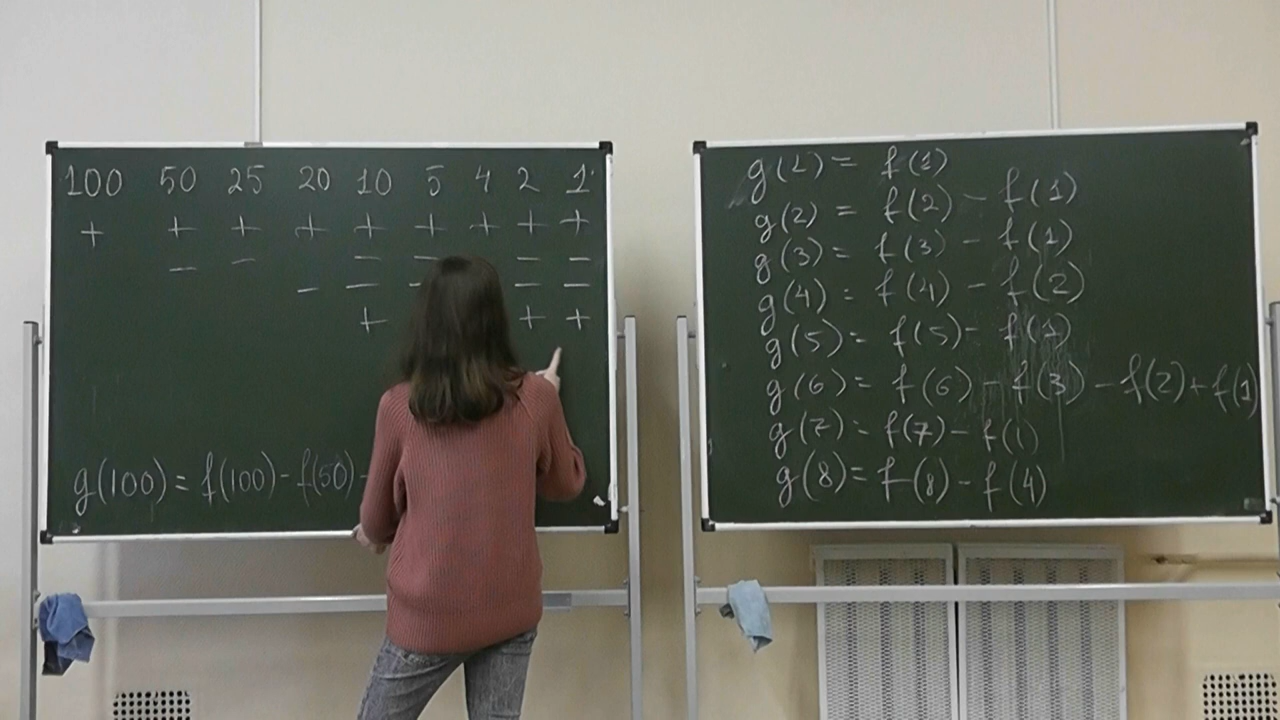 100 50 25 20 10 5 4 2 1
+ + + + + + + + +
− − − − − −
− − − − −
+ + +
g(100) = f(100) - f(50) -
g(1) = f(1)
g(2) = f(2) - f(1)
g(3) = f(3) - f(1)
g(4) = f(4) - f(2)
g(5) = f(5) - f(1)
g(6) = f(6) - f(3) - f(2) + f(1)
g(7) = f(7) - f(1)
g(8) = f(8) - f(4)